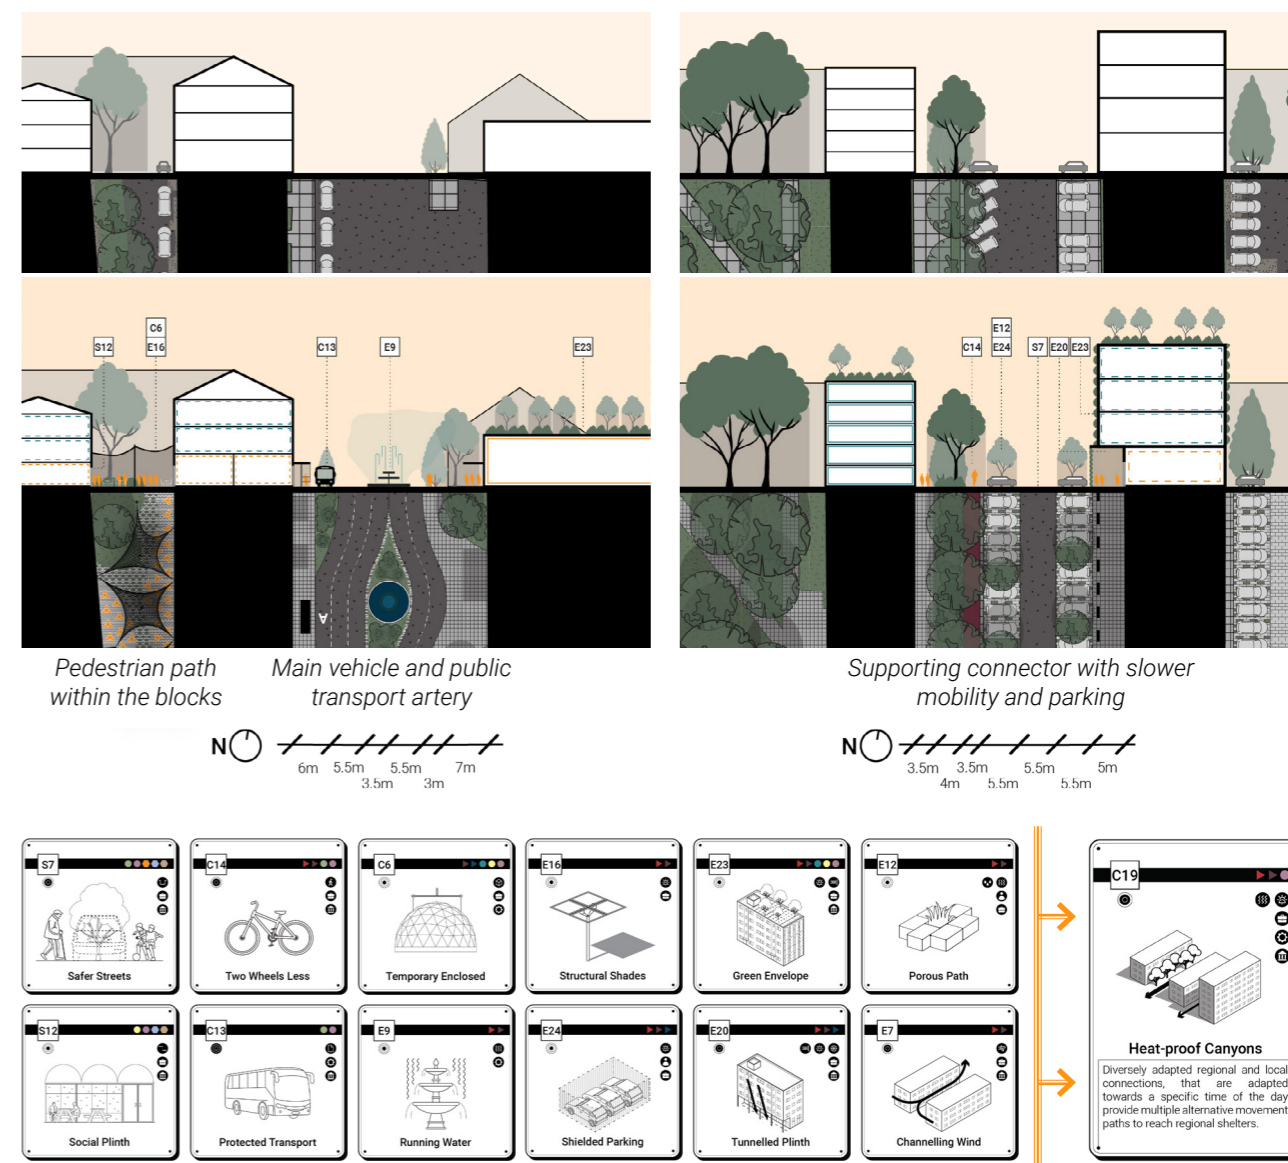 C6
S12
E16
C13
E9
E23
E12
C14
E24
S7
E20
E23
A
Pedestrian path
within the blocks
Main vehicle and public
transport artery
Supporting connector with slower
mobility and parking
N
6m
5.5m
3.5m
5.5m
3m
7m
N
3.5m
4m
3.5m
5.5m
5.5m
5.5m
5m
S7
Safer Streets
C14
Two Wheels Less
C6
Temporary Enclosed
E16
Structural Shades
E23
Green Envelope
E12
Porous Path
S12
Social Plinth
C13
Protected Transport
E9
Running Water
E24
Shielded Parking
E20
Tunnelled Plinth
E7
Channelling Wind
C19
Heat-proof Canyons
Diversely adapted regional and local
connections, that are adapted
towards a specific time of the day
provide multiple alternative movement
paths to reach regional shelters.